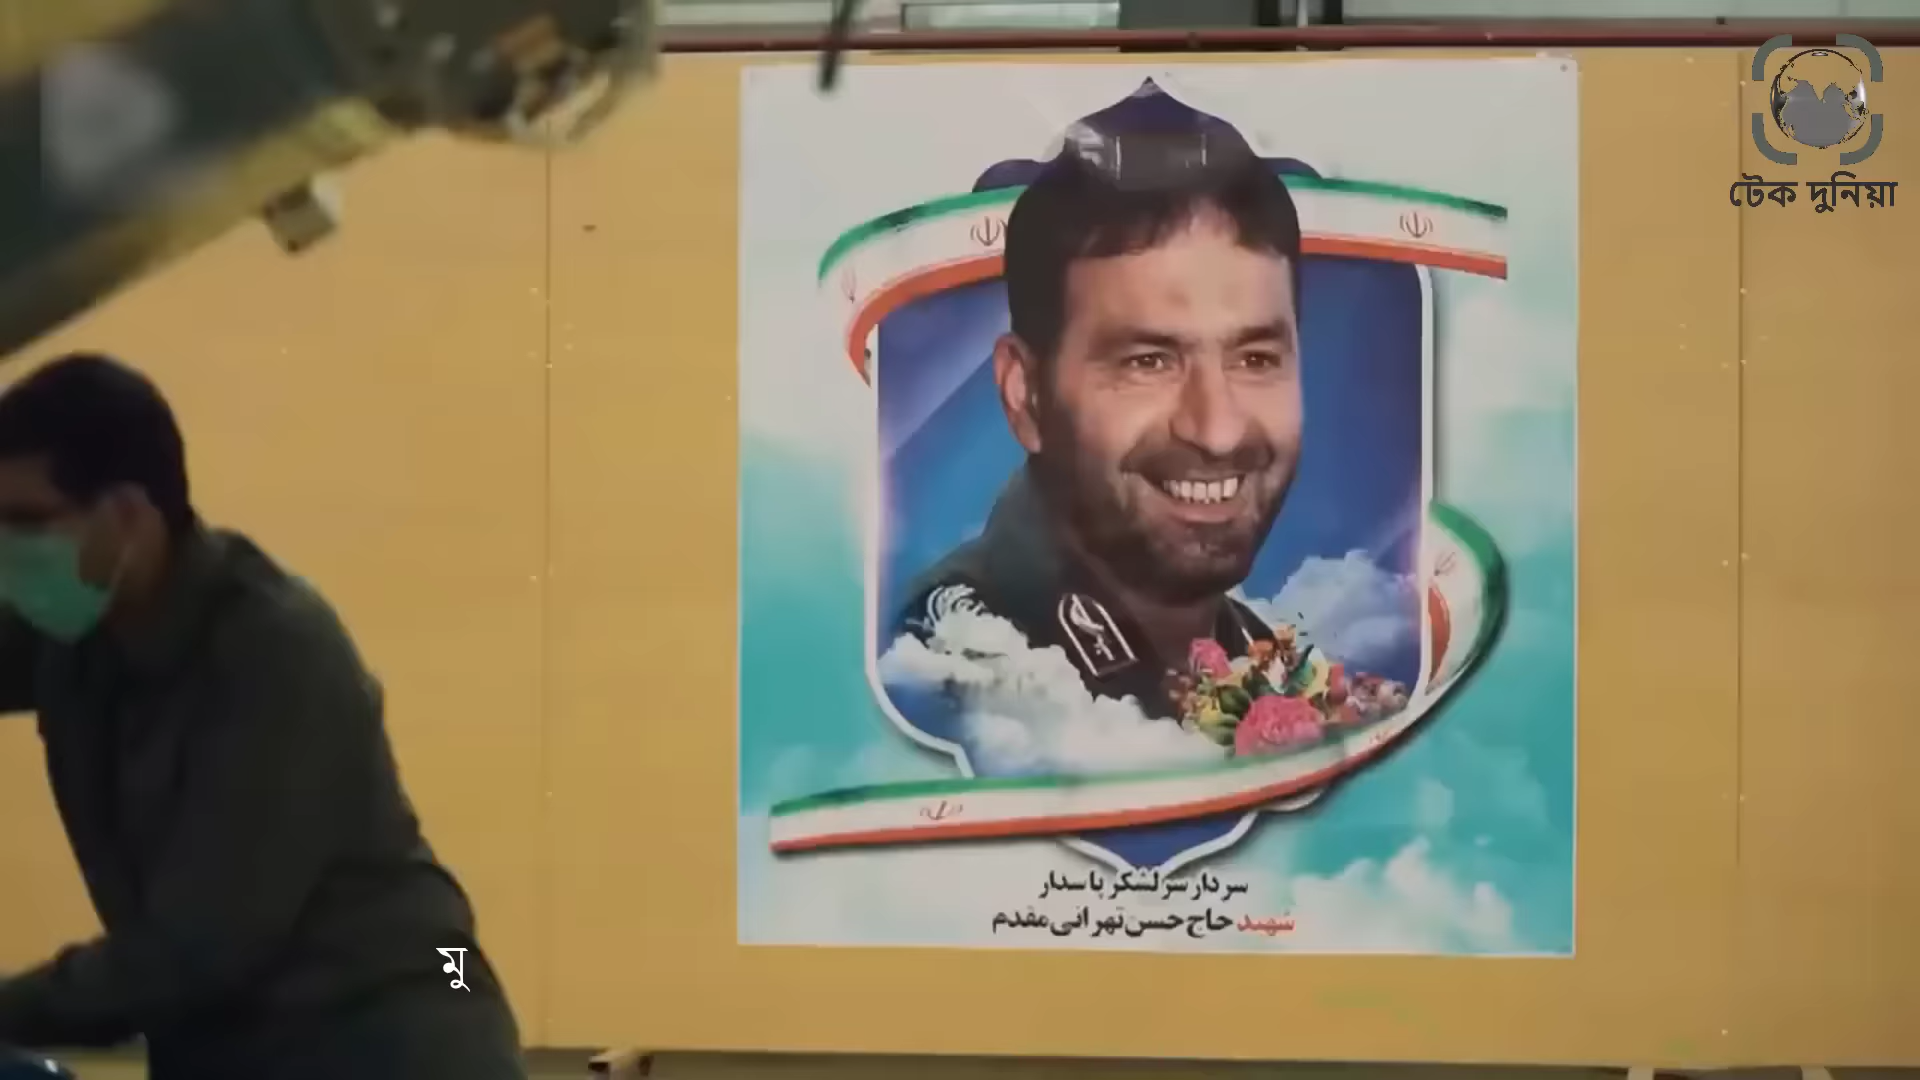 টেক দুনিয়া
سردار سرلشکر پاسدار
شهید حاج حسن تهرانی مقدم
মু